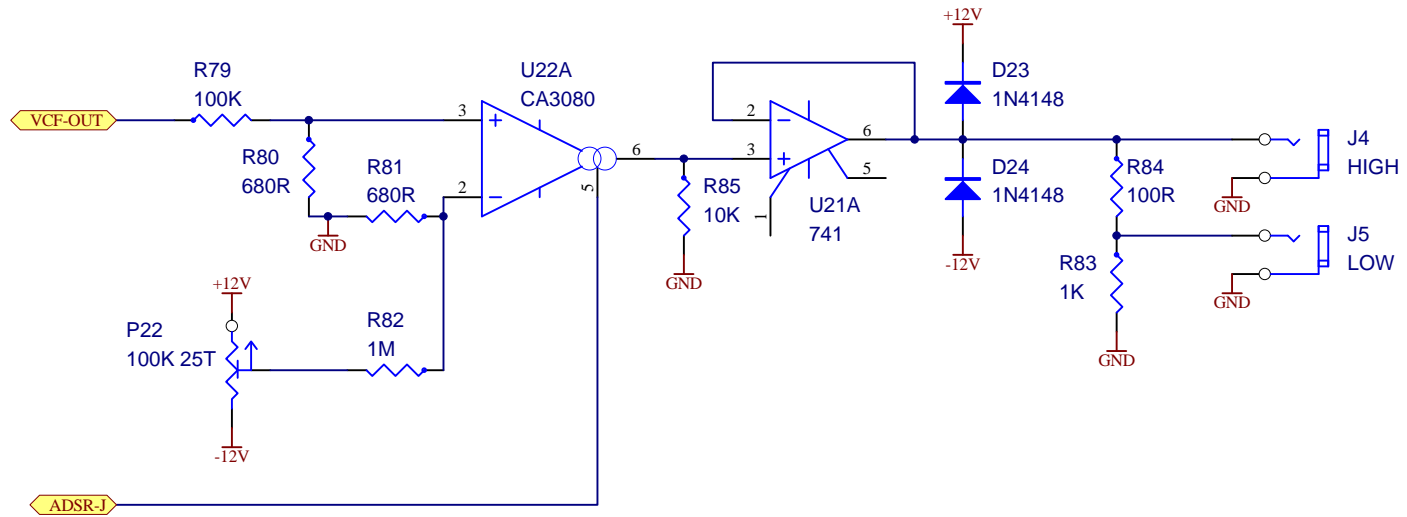 +12V
R79
100K
U22A
CA3080
D23
1N4148
VCF-OUT
3
2
6
J4
HIGH
R80
680R
R81
680R
6
3
5
R84
100R
2
5
R85
10K
D24
1N4148
GND
GND
1
U21A
741
J5
LOW
GND
-12V
R83
1K
+12V
GND
P22
100K 25T
R82
1M
GND
-12V
ADSR-J